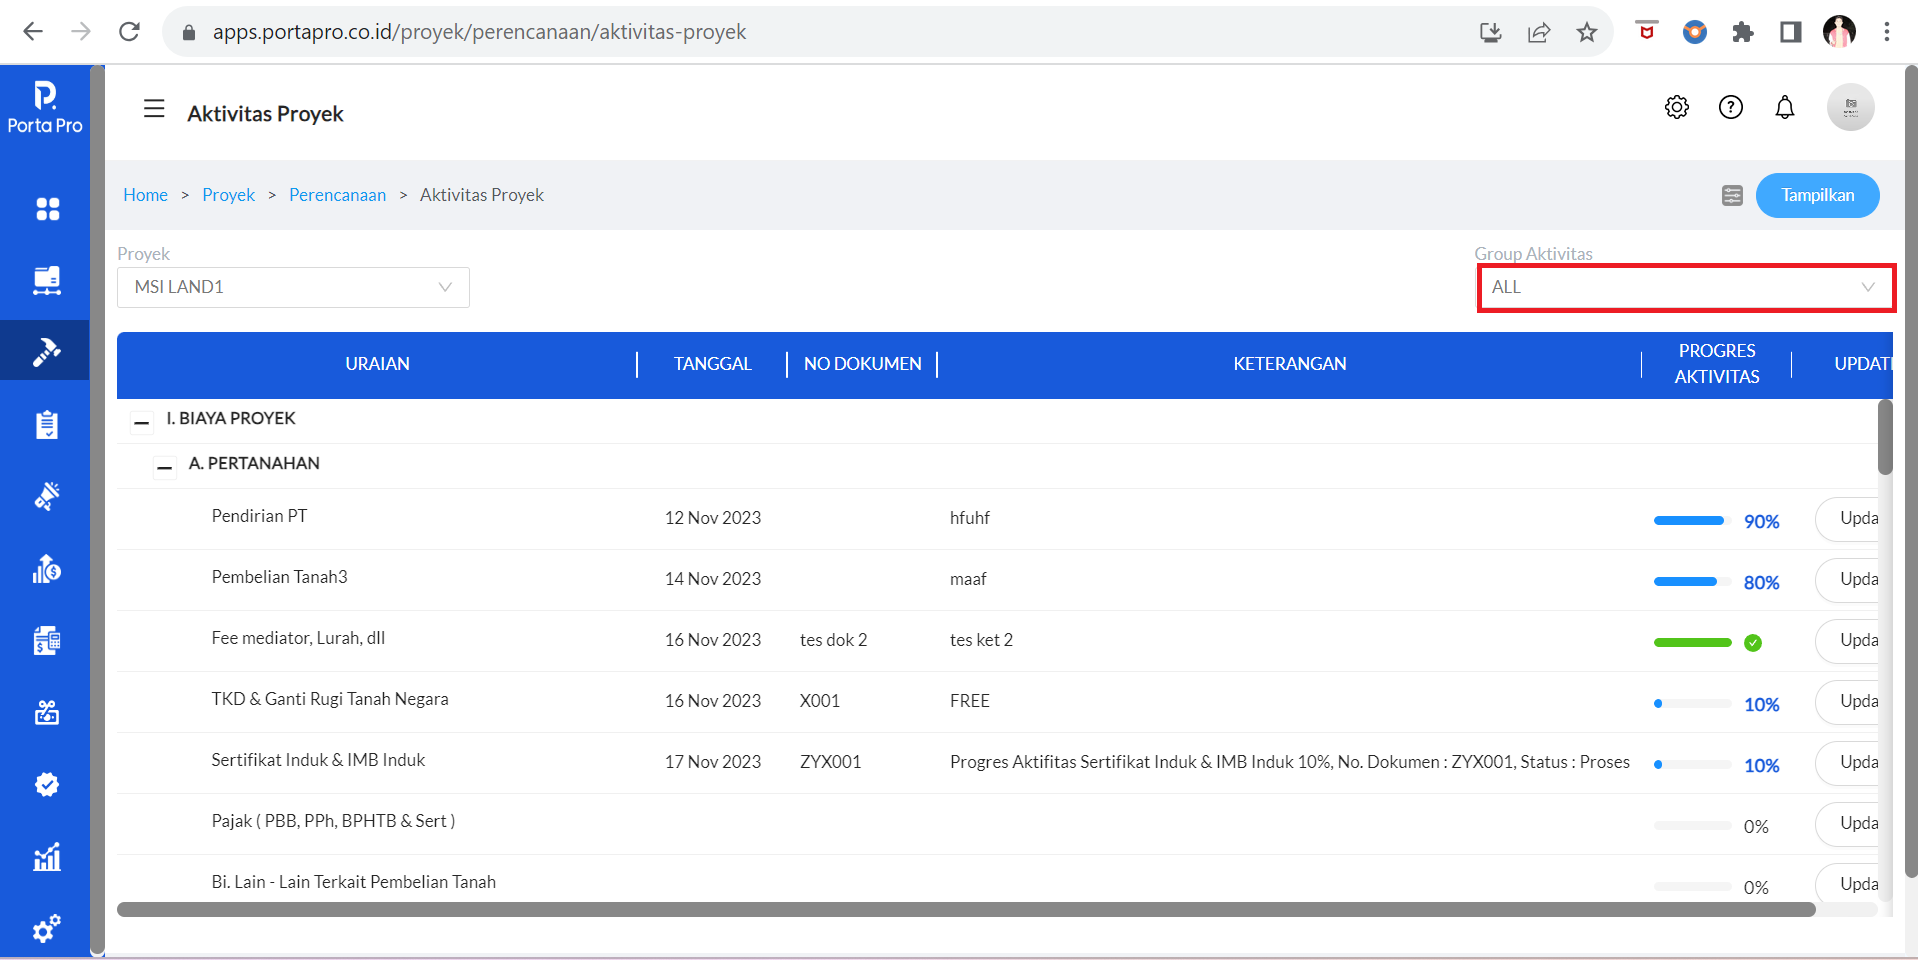 apps.portapro.co.id/proyek/perencanaan/aktivitas-proyek
P.
Porta Pro
Aktivitas Proyek
Home > Proyek > Perencanaan > Aktivitas Proyek
Tampilkan
Proyek
Group Aktivitas
MSI LAND1
ALL
URAIAN TANGGAL NO DOKUMEN KETERANGAN PROGRES AKTIVITAS UPDATE
I. BIAYA PROYEK
A. PERTANAHAN
Pendirian PT 12 Nov 2023 hfuhf 90% Upda
Pembelian Tanah3 14 Nov 2023 maaf 80% Upda
Fee mediator, Lurah, dll 16 Nov 2023 tes dok 2 tes ket 2 Upda
TKD & Ganti Rugi Tanah Negara 16 Nov 2023 X001 FREE 10% Upda
Sertifikat Induk & IMB Induk 17 Nov 2023 ZYX001 Progres Aktifitas Sertifikat Induk & IMB Induk 10%, No. Dokumen : ZYX001, Status : Proses 10% Upda
Pajak ( PBB, PPh, BPHTB & Sert ) 0% Upda
Bi. Lain - Lain Terkait Pembelian Tanah 0% Upda